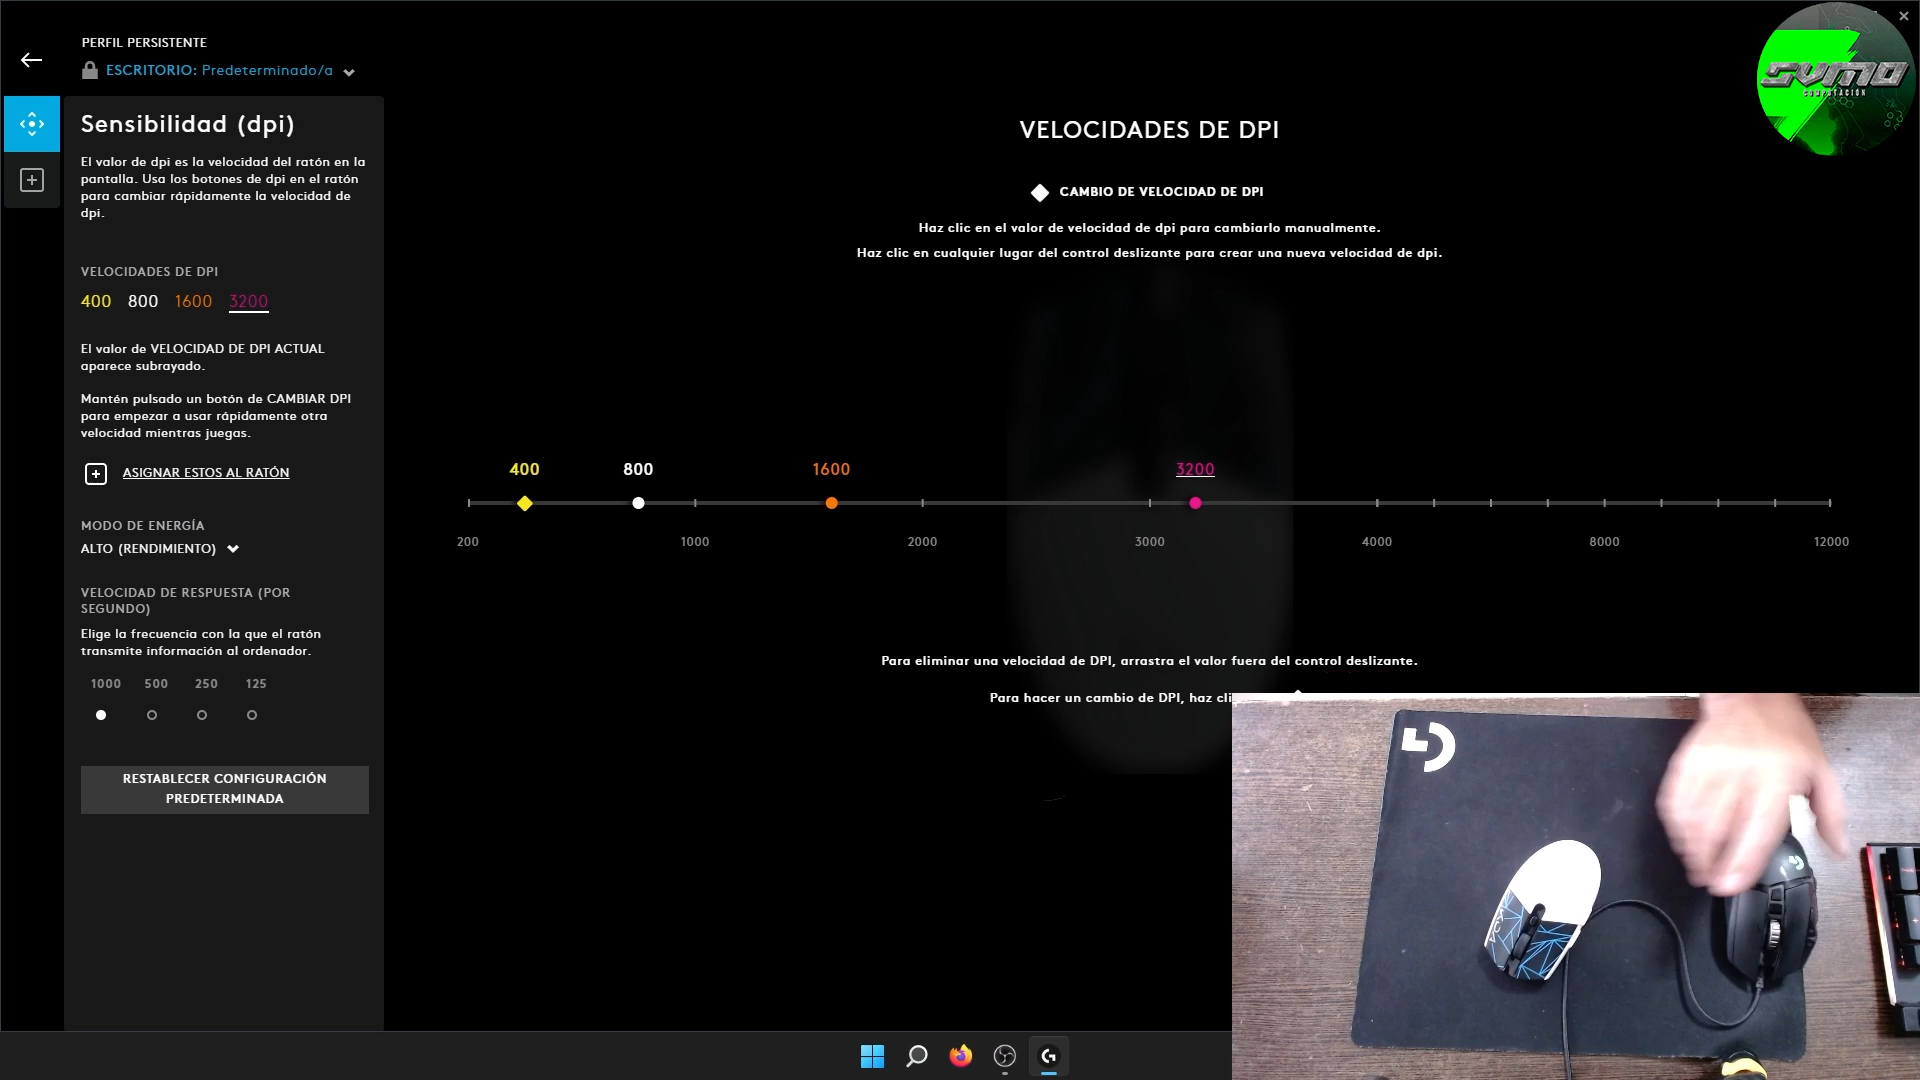 PERFIL PERSISTENTE
ESCRITORIO: Predeterminado/a
SVMO
COMPUTACIÓN
Sensibilidad (dpi)
El valor de dpi es la velocidad del ratón en la
pantalla. Usa los botones de dpi en el ratón
para cambiar rápidamente la velocidad de
dpi.
VELOCIDADES DE DPI
400 800 1600 3200
El valor de VELOCIDAD DE DPI ACTUAL
aparece subrayado.
Mantén pulsado un botón de CAMBIAR DPI
para empezar a usar rápidamente otra
velocidad mientras juegas.
ASIGNAR ESTOS AL RATÓN
MODO DE ENERGÍA
ALTO (RENDIMIENTO)
VELOCIDAD DE RESPUESTA (POR
SEGUNDO)
Elige la frecuencia con la que el ratón
transmite información al ordenador.
1000 500 250 125
RESTABLECER CONFIGURACIÓN
PREDETERMINADA
VELOCIDADES DE DPI
CAMBIO DE VELOCIDAD DE DPI
Haz clic en el valor de velocidad de dpi para cambiarlo manualmente.
Haz clic en cualquier lugar del control deslizante para crear una nueva velocidad de dpi.
400 800 1600 3200
200 1000 2000 3000 4000 8000 12000
Para eliminar una velocidad de DPI, arrastra el valor fuera del control deslizante.
Para hacer un cambio de DPI, haz cli